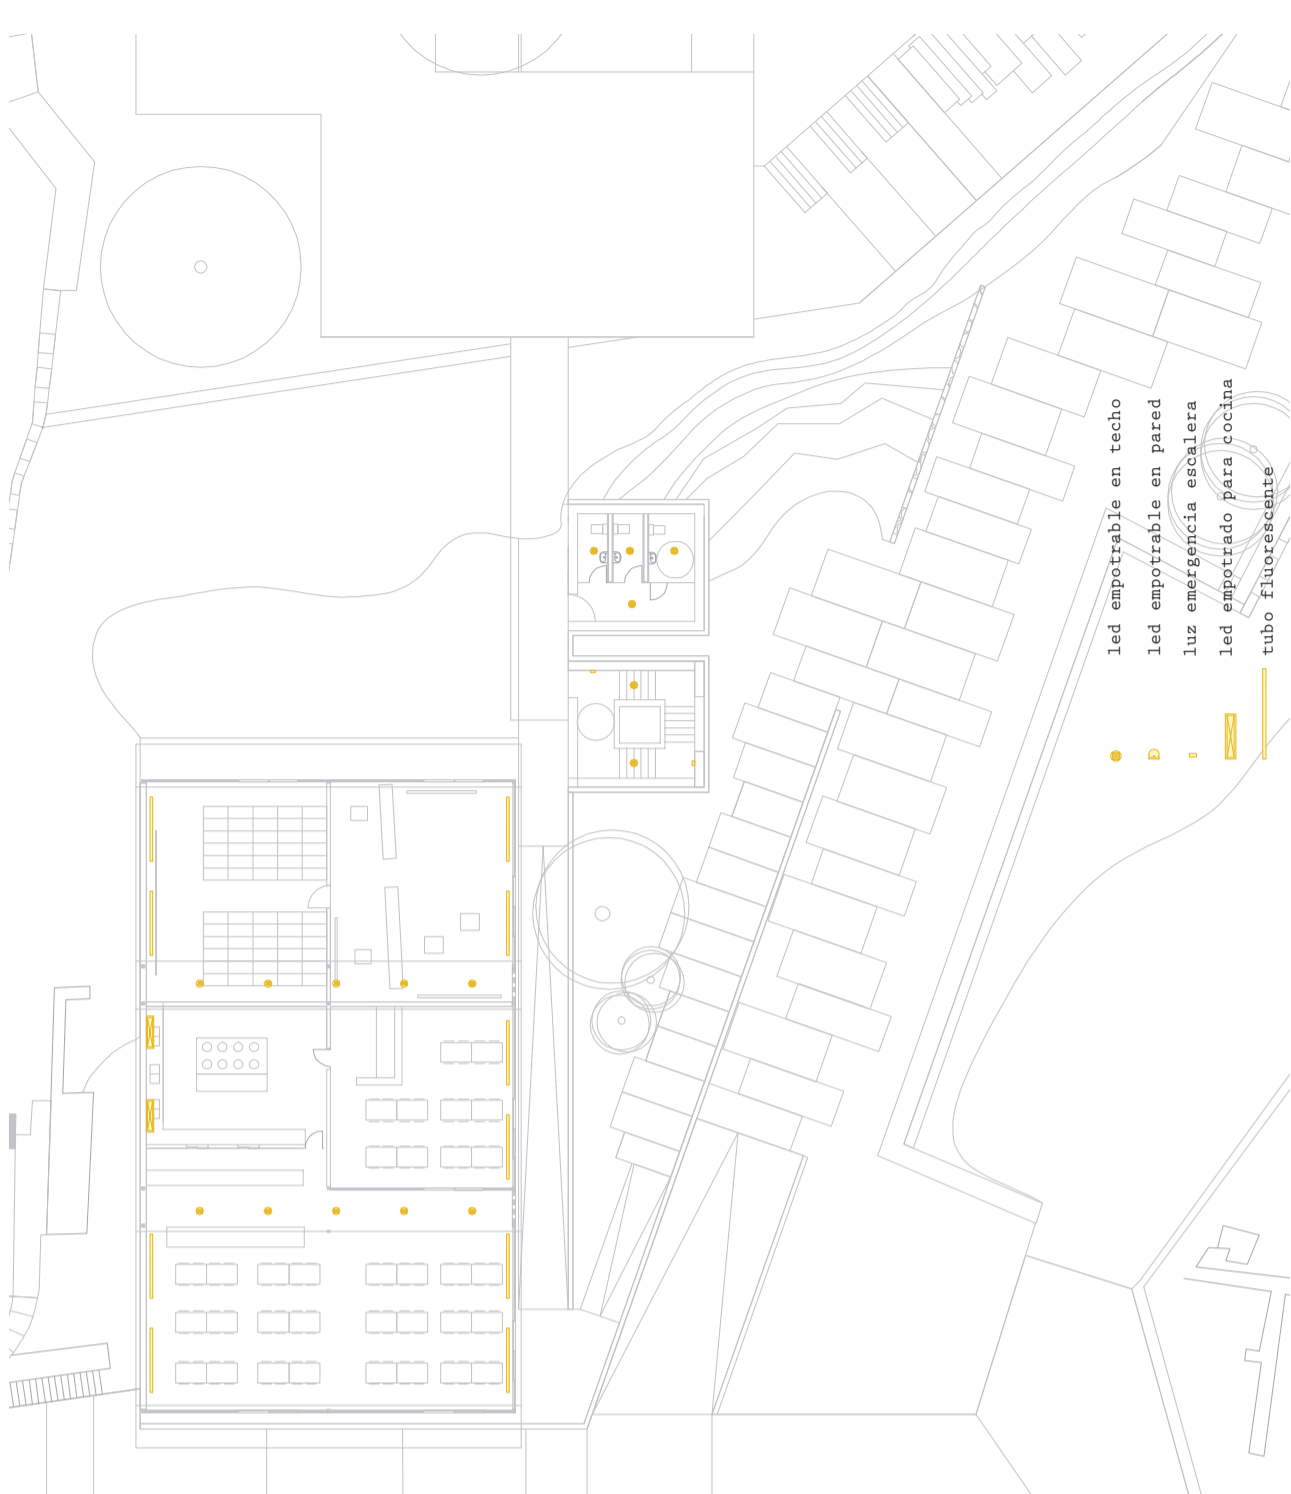 led empotrable en techo
led empotrable en pared
luz emergencia escalera
led empotrado para cocina
tubo fluorescente